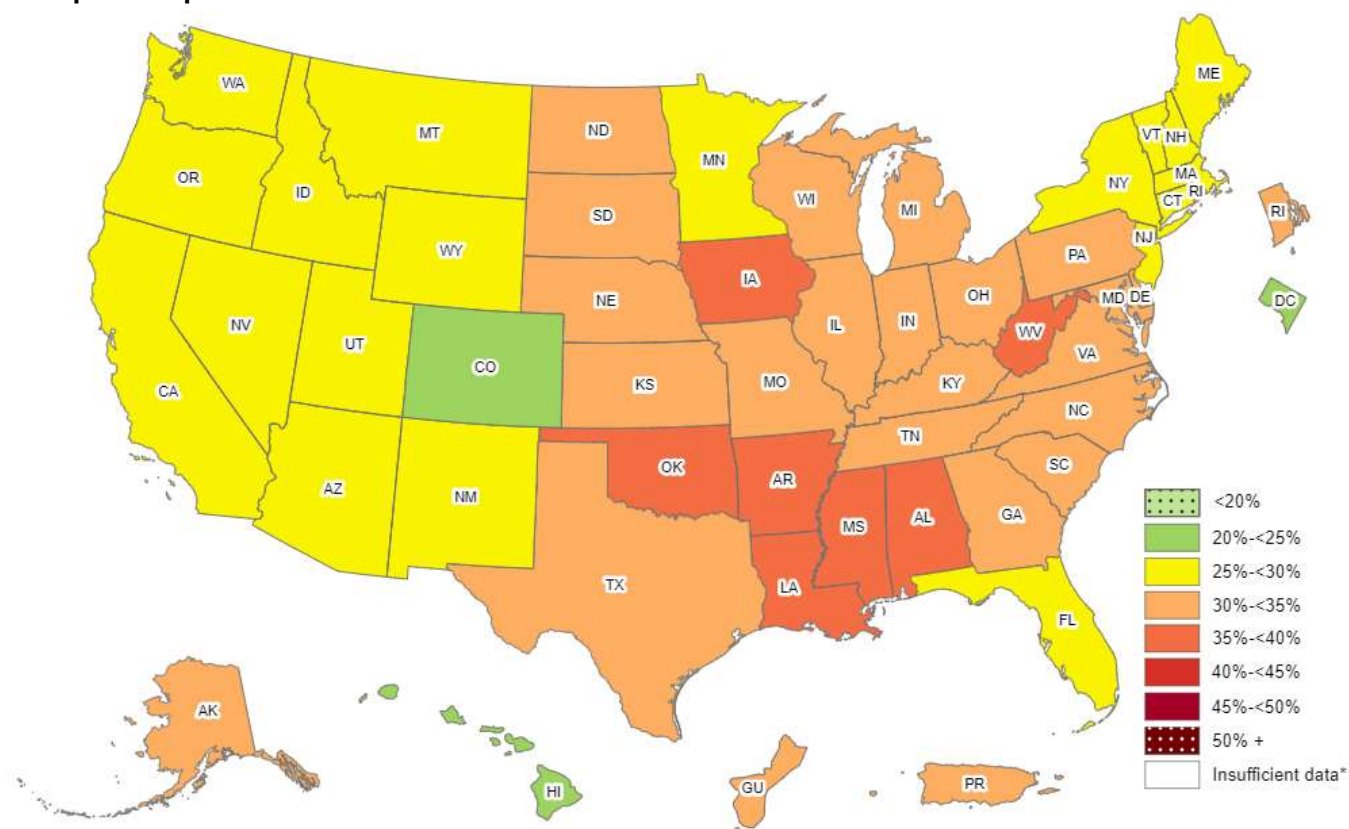 WA
MT
ND
MN
ME
VT
NH
OR
ID
SD
WI
MI
NY
MA
RI
CT
RI
WY
NJ
PA
IA
NE
OH
MD
DE
DC
NV
UT
CO
IL
IN
WV
VA
CA
KS
MO
KY
NC
TN
AZ
NM
OK
AR
SC
MS
AL
GA
TX
LA
FL
AK
HI
GU
PR
<20%
20%-<25%
25%-<30%
30%-<35%
35%-<40%
40%-<45%
45%-<50%
50% +
Insufficient data*